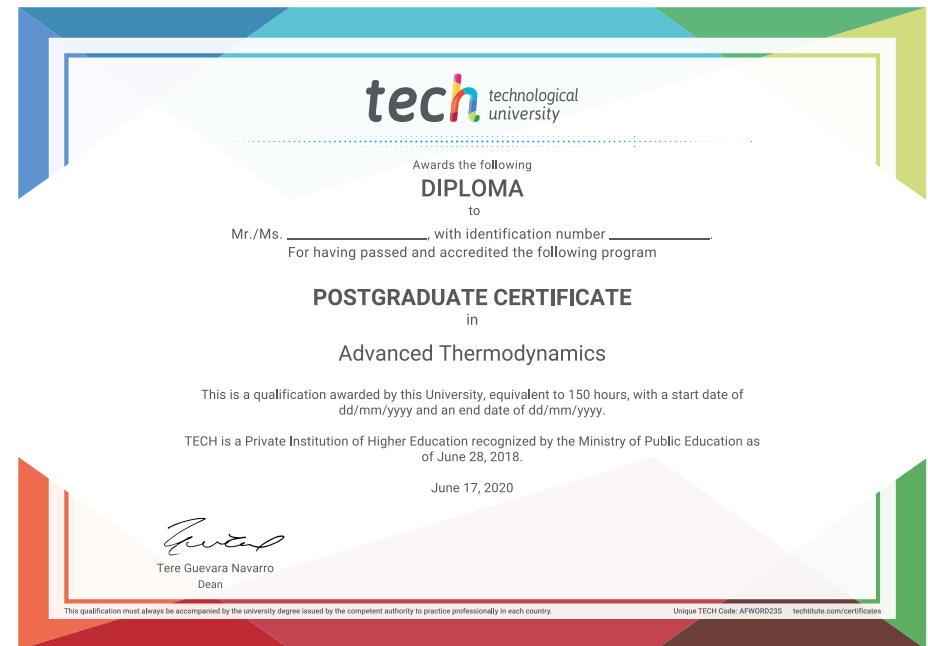 tech technological
university
Awards the following
DIPLOMA
to
Mr./Ms. ____________________, with identification number ______________.
For having passed and accredited the following program
POSTGRADUATE CERTIFICATE
in
Advanced Thermodynamics
This is a qualification awarded by this University, equivalent to 150 hours, with a start date of
dd/mm/yyyy and an end date of dd/mm/yyyy.
TECH is a Private Institution of Higher Education recognized by the Ministry of Public Education as
of June 28, 2018.
June 17, 2020
Tere Guevara Navarro
Dean
This qualification must always be accompanied by the university degree issued by the competent authority to practice professionally in each country.
Unique TECH Code: AFWORD23S techtitute.com/certificates